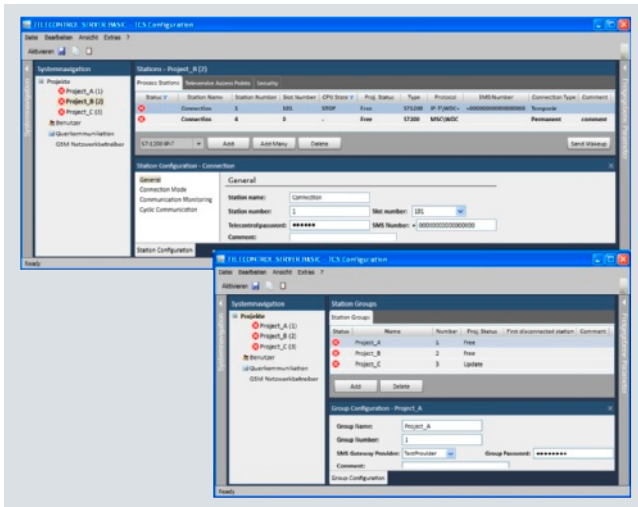 TELECONTROL SERVER BASIC - TCS Configuration
Datei Bearbeiten Ansicht Extras ?
Aktivieren
Systemnavigation
Projekte
Project_A (1)
Project_B (2)
Project_C (3)
Benutzer
Querkommunikation
GSM Netzwerkbetreiber
Stations - Project_B (2)
Process Stations Teleservice Access Points Security
Status Station Name Station Number Slot Number CPU State Proj. Status Type Protocol SMS Number Connection Type Comment
Connection 1 101 STOP Free S71200
Connection 4 0 - Free S7200 MSC\WDC Permanent comment
Add Add Many Delete Send Wakeup
Station Configuration - Connection
General
Connection Mode
Communication Monitoring
Cyclic Communication
General
Station name: Connection
Station number: 1 Slot number: 101
Telecontrolpassword: ●●●●●● SMS Number: +
Comment:
Station Configuration
Ready
TELECONTROL SERVER BASIC - TCS Configuration
Datei Bearbeiten Ansicht Extras ?
Aktivieren
Systemnavigation
Systemnavigation
Projekte
Project_A (1)
Project_B (2)
Project_C (3)
Benutzer
Querkommunikation
GSM Netzwerkbetreiber
Station Groups
Station Groups
Status Name Number Proj. Status First disconnected station Comment
Project_A 1 Free
Project_B 2 Free
Project_C 3 Update
Add Delete
Group Configuration - Project_A
Group Name: Project_A
Group Number: 1
SMS Gateway Provider: TestProvider Group Password: ●●●●●●●●
Comment:
Group Configuration
Ready